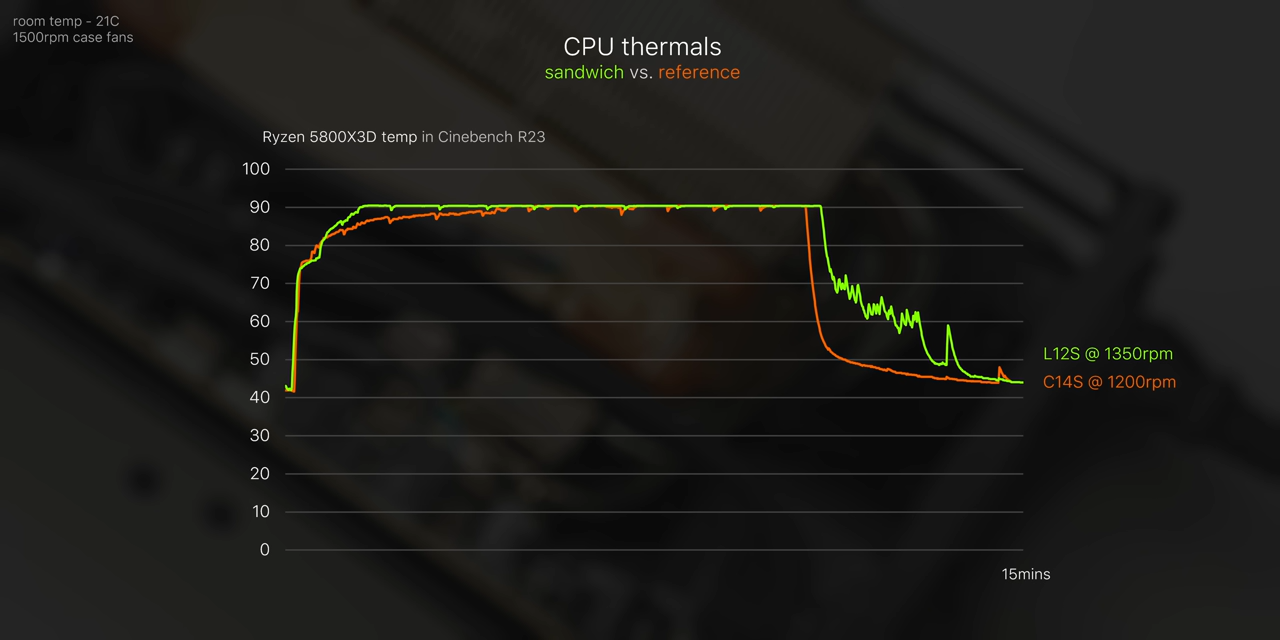 room temp - 21C
1500rpm case fans
CPU thermals
sandwich vs. reference
Ryzen 5800X3D temp in Cinebench R23
100
90
80
70
60
50
L12S @ 1350rpm
C14S @ 1200rpm
40
30
20
10
0
15mins